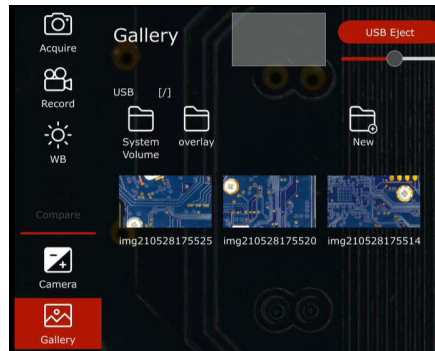 Acquire
Record
WB
Compare
Camera
Gallery
Gallery
USB Eject
USB [/]
System
Volume
overlay
New
img210528175525
img210528175520
img210528175514